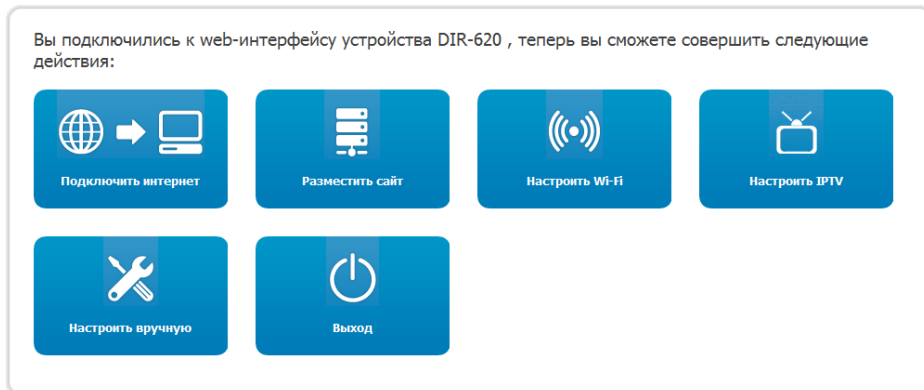 Вы подключились к web-интерфейсу устройства DIR-620 , теперь вы сможете совершить следующие
действия:
Подключить интернет
Разместить сайт
Настроить Wi-Fi
Настроить IPTV
Настроить вручную
Выход